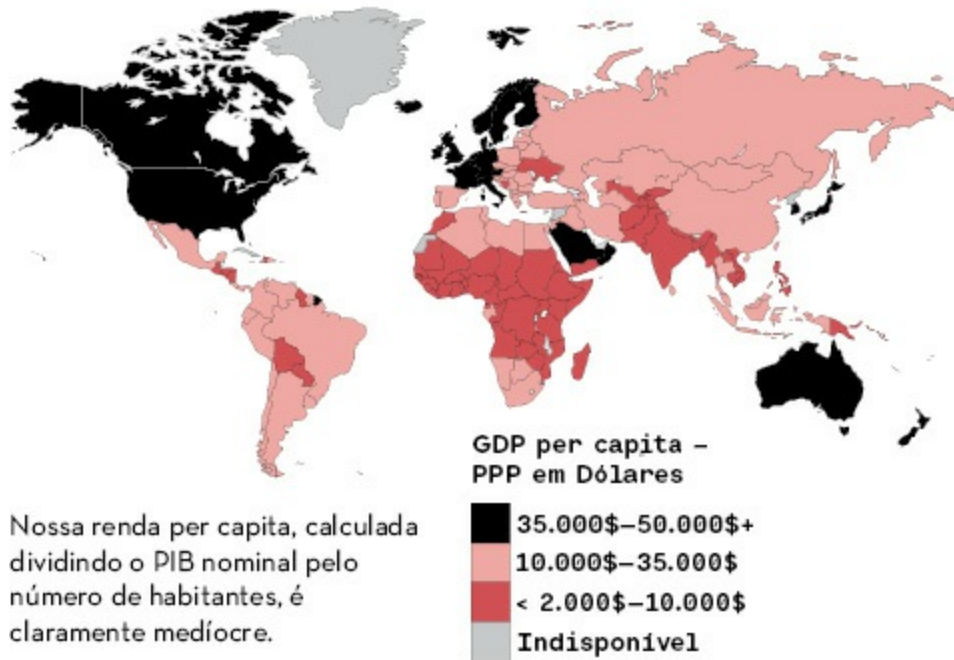 GDP per capita –
PPP em Dólares
35.000$–50.000$+
10.000$–35.000$
< 2.000$–10.000$
Indisponível
Nossa renda per capita, calculada
dividindo o PIB nominal pelo
número de habitantes, é
claramente medíocre.